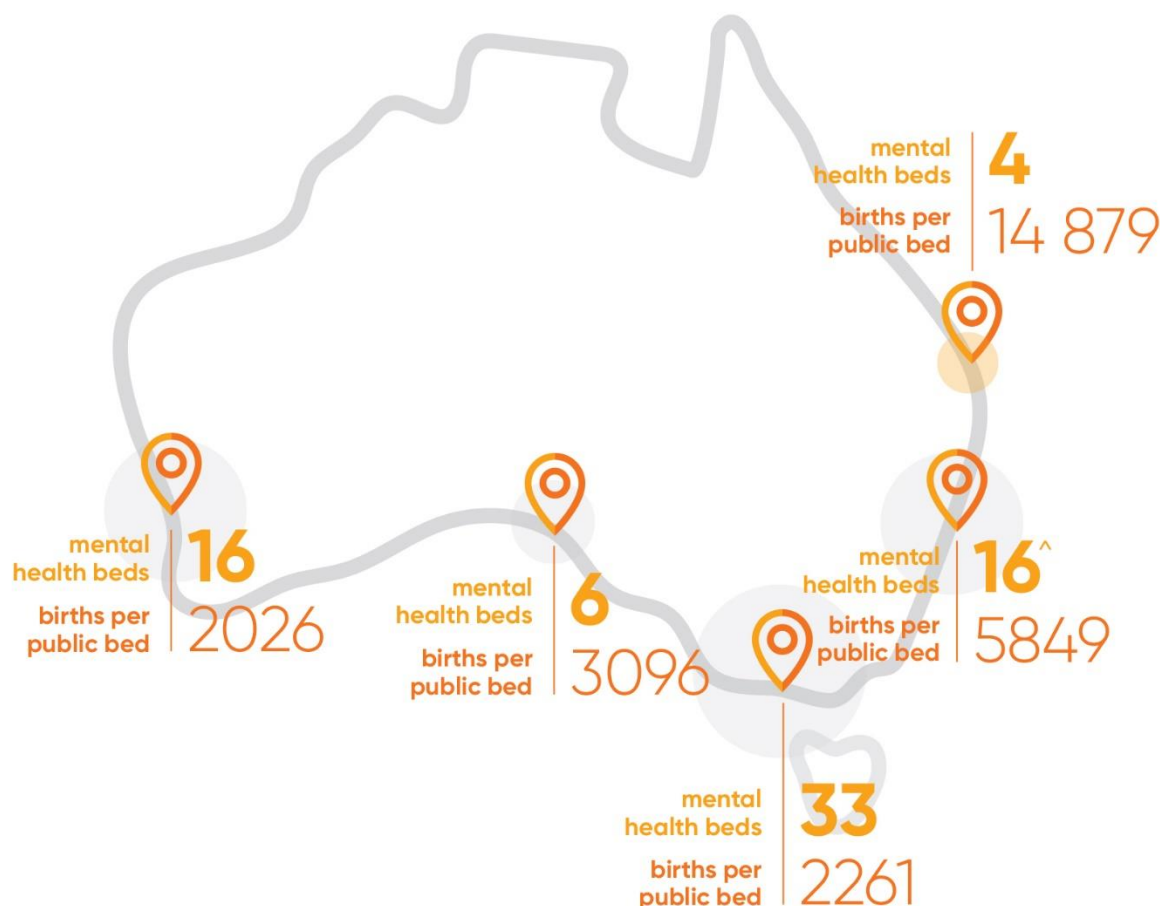 mental
health beds
4
births per
public bed
14 879
mental
health beds
16
births per
public bed
2026
mental
health beds
6
births per
public bed
3096
mental
health beds
16^
births per
public bed
5849
mental
health beds
33
births per
public bed
2261